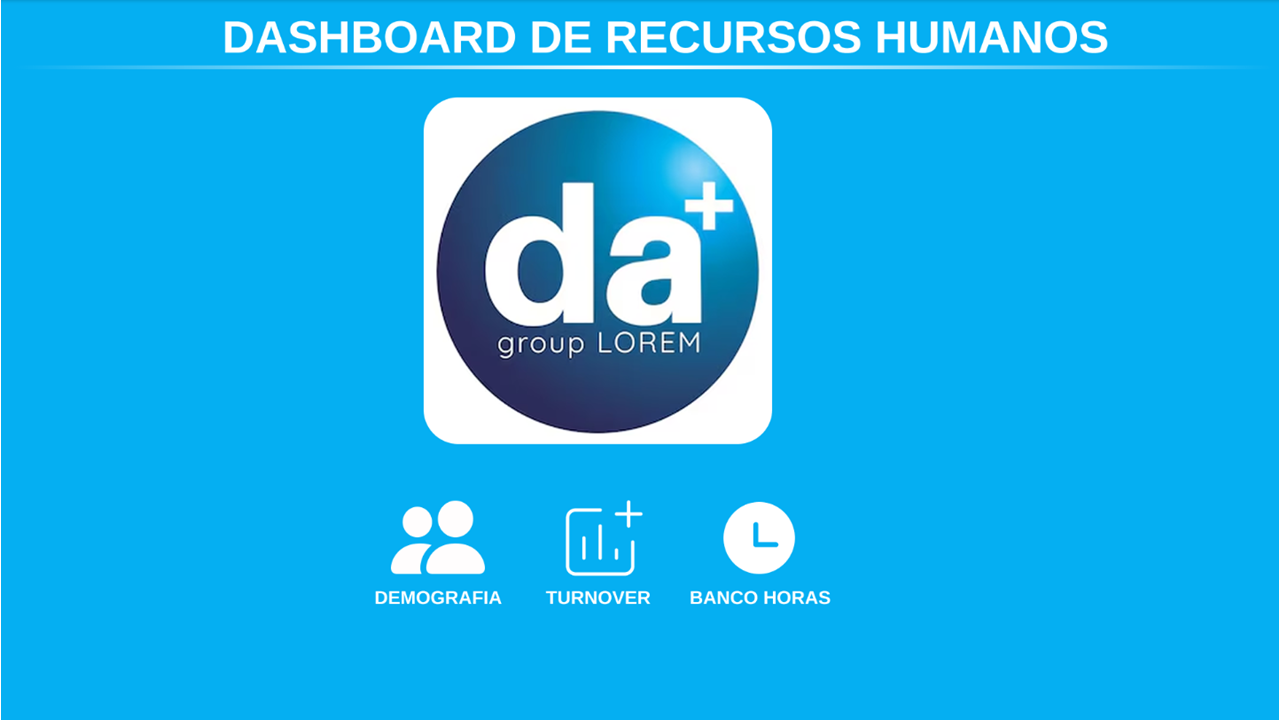 DASHBOARD DE RECURSOS HUMANOS
da+
group LOREM
DEMOGRAFIA
TURNOVER
BANCO HORAS